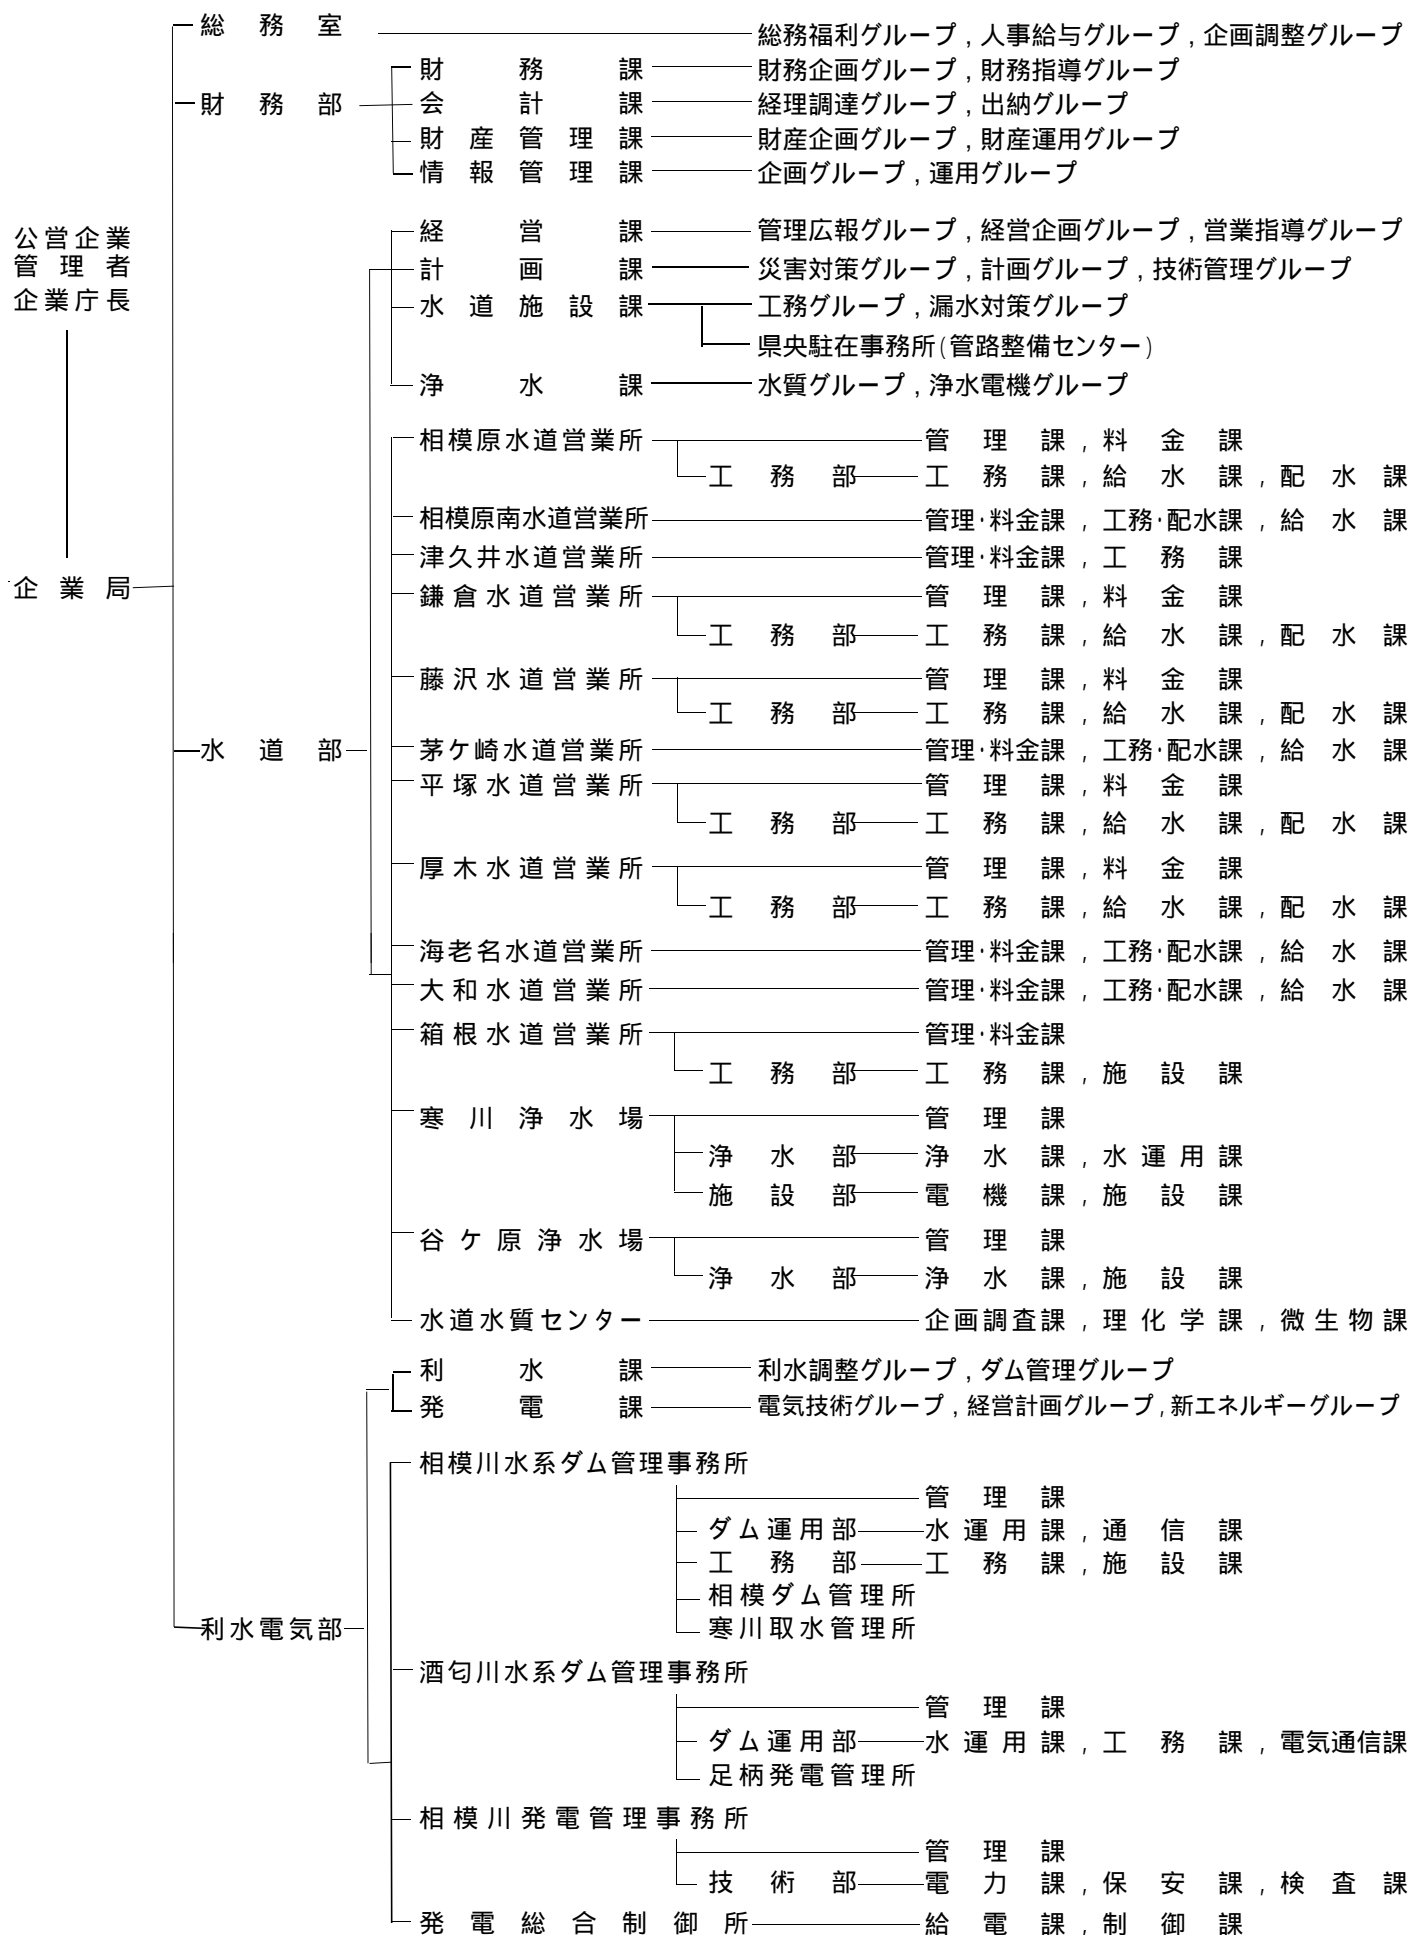 総務室 総務福利グループ,人事給与グループ,企画調整グループ
財務課 財務企画グループ,財務指導グループ
財務部 会計課 経理調達グループ,出納グループ
財産管理課 財産企画グループ,財産運用グループ
情報管理課 企画グループ,運用グループ
公営企業
管理者
企業庁長
経営課 管理広報グループ,経営企画グループ,営業指導グループ
計画課 災害対策グループ,計画グループ,技術管理グループ
水道施設課 工務グループ,漏水対策グループ
県央駐在事務所(管路整備センター)
浄水課 水質グループ,浄水電機グループ
相模原水道営業所 管理課,料金課
工務部 工務課,給水課,配水課
相模原南水道営業所 管理・料金課,工務・配水課,給水課
津久井水道営業所 管理・料金課,工務課
企業局
鎌倉水道営業所 管理課,料金課
工務部 工務課,給水課,配水課
藤沢水道営業所 管理課,料金課
工務部 工務課,給水課,配水課
水道部 茅ケ崎水道営業所 管理・料金課,工務・配水課,給水課
平塚水道営業所 管理課,料金課
工務部 工務課,給水課,配水課
厚木水道営業所 管理課,料金課
工務部 工務課,給水課,配水課
海老名水道営業所 管理・料金課,工務・配水課,給水課
大和水道営業所 管理・料金課,工務・配水課,給水課
箱根水道営業所 管理・料金課
工務部 工務課,施設課
寒川浄水場 管理課
浄水部 浄水課,水運用課
施設部 電機課,施設課
谷ケ原浄水場 管理課
浄水部 浄水課,施設課
水道水質センター 企画調査課,理化学課,微生物課
利水課 利水調整グループ,ダム管理グループ
発電課 電気技術グループ,経営計画グループ,新エネルギーグループ
相模川水系ダム管理事務所
管理課
ダム運用部 水運用課,通信課
工務部 工務課,施設課
相模ダム管理所
寒川取水管理所
利水電気部
酒匂川水系ダム管理事務所
管理課
ダム運用部 水運用課,工務課,電気通信課
足柄発電管理所
相模川発電管理事務所
管理課
技術部 電力課,保安課,検査課
発電総合制御所 給電課,制御課